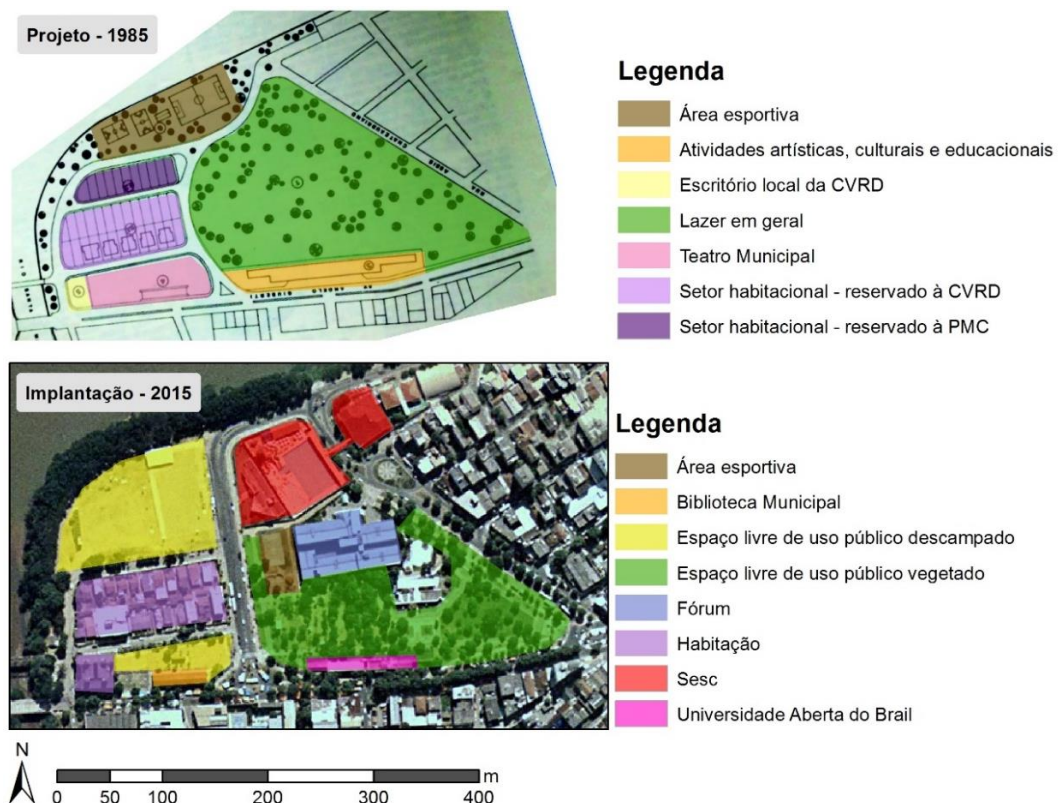 Projeto - 1985
Legenda
Área esportiva
Atividades artísticas, culturais e educacionais
Escritório local da CVRD
Lazer em geral
Teatro Municipal
Setor habitacional - reservado à CVRD
Setor habitacional - reservado à PMC
Implantação - 2015
Legenda
Área esportiva
Biblioteca Municipal
Espaço livre de uso público descampado
Espaço livre de uso público vegetado
Fórum
Habitação
Sesc
Universidade Aberta do Brail
N
0 50 100 200 300 400 m